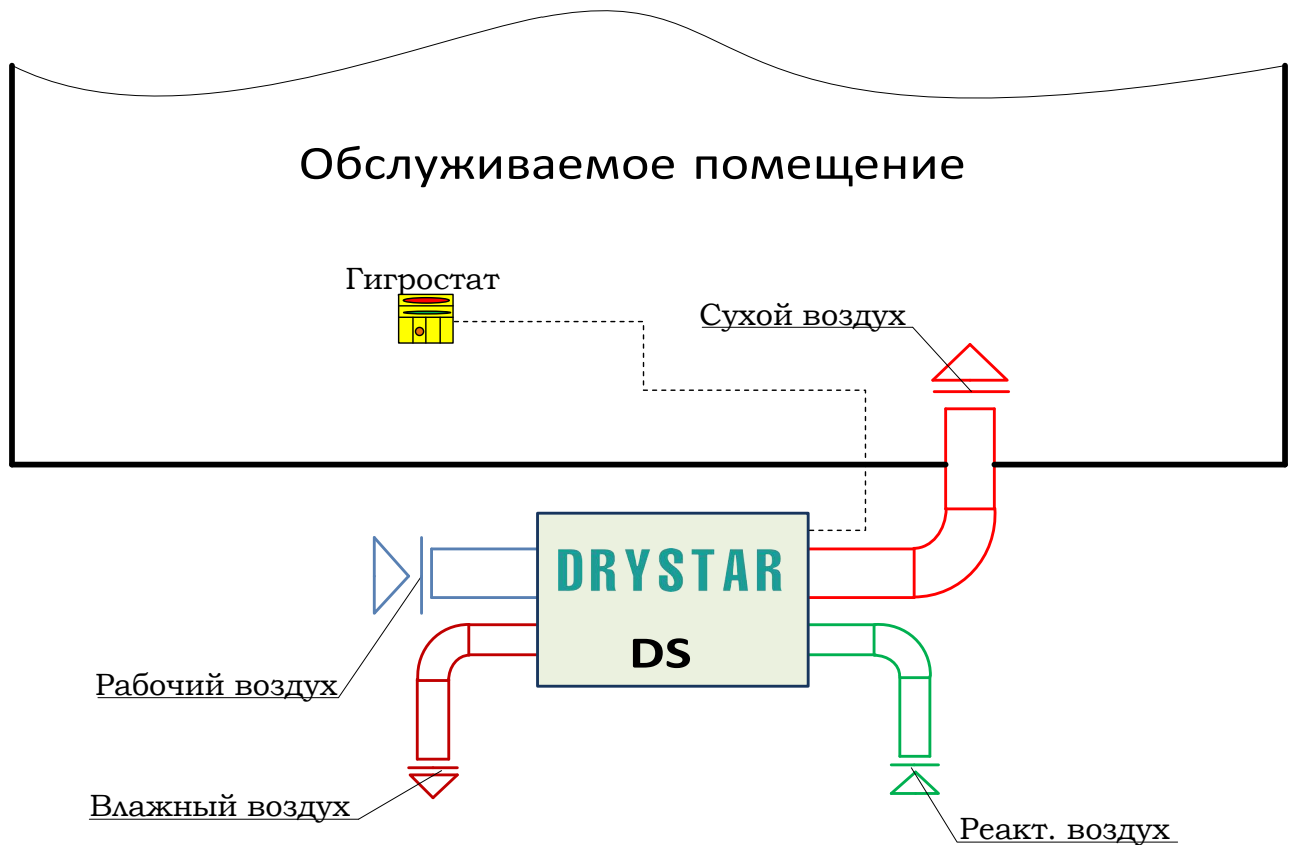 Обслуживаемое помещение
Гигростат
Сухой воздух
DRYSTAR
DS
Рабочий воздух
Влажный воздух
Реакт. воздух